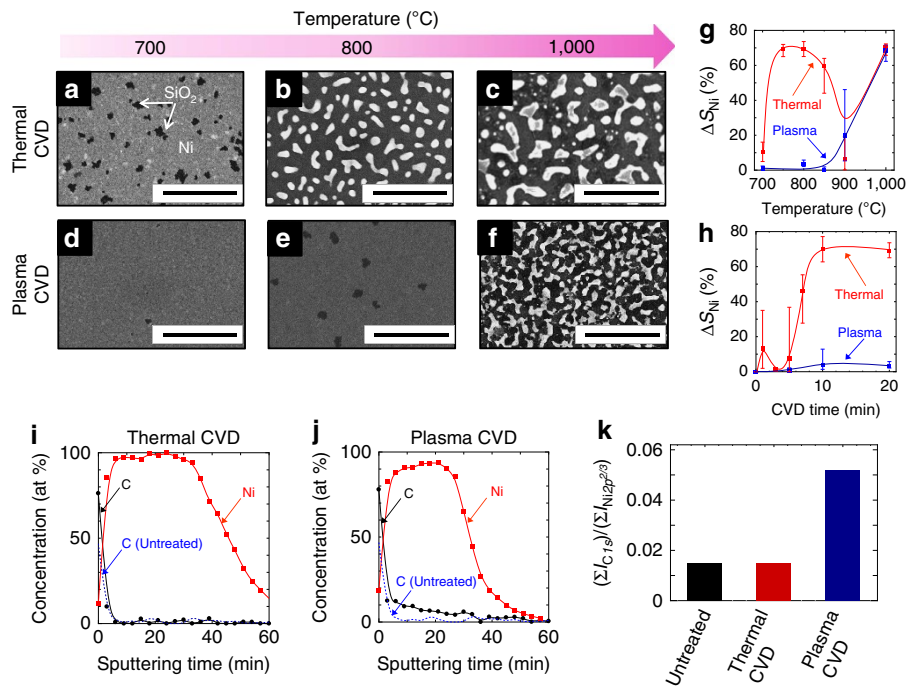 Temperature (°C)
700 800 1,000
Thermal CVD
a
SiO2
Ni
b
c
Plasma CVD
d
e
f
g
ΔSNi (%)
80
60
40
20
0
Thermal
Plasma
700 800 900 1,000
Temperature (°C)
h
ΔSNi (%)
80
60
40
20
0
Thermal
Plasma
0 5 10 15 20
CVD time (min)
i
Thermal CVD
Concentration (at %)
100
50
0
C
Ni
C (Untreated)
0 20 40 60
Sputtering time (min)
j
Plasma CVD
Concentration (at %)
100
50
0
C
Ni
C (Untreated)
0 20 40 60
Sputtering time (min)
k
(ΣIC1s)/(ΣINi2p2/3)
0.06
0.04
0.02
0
Untreated
Thermal CVD
Plasma CVD